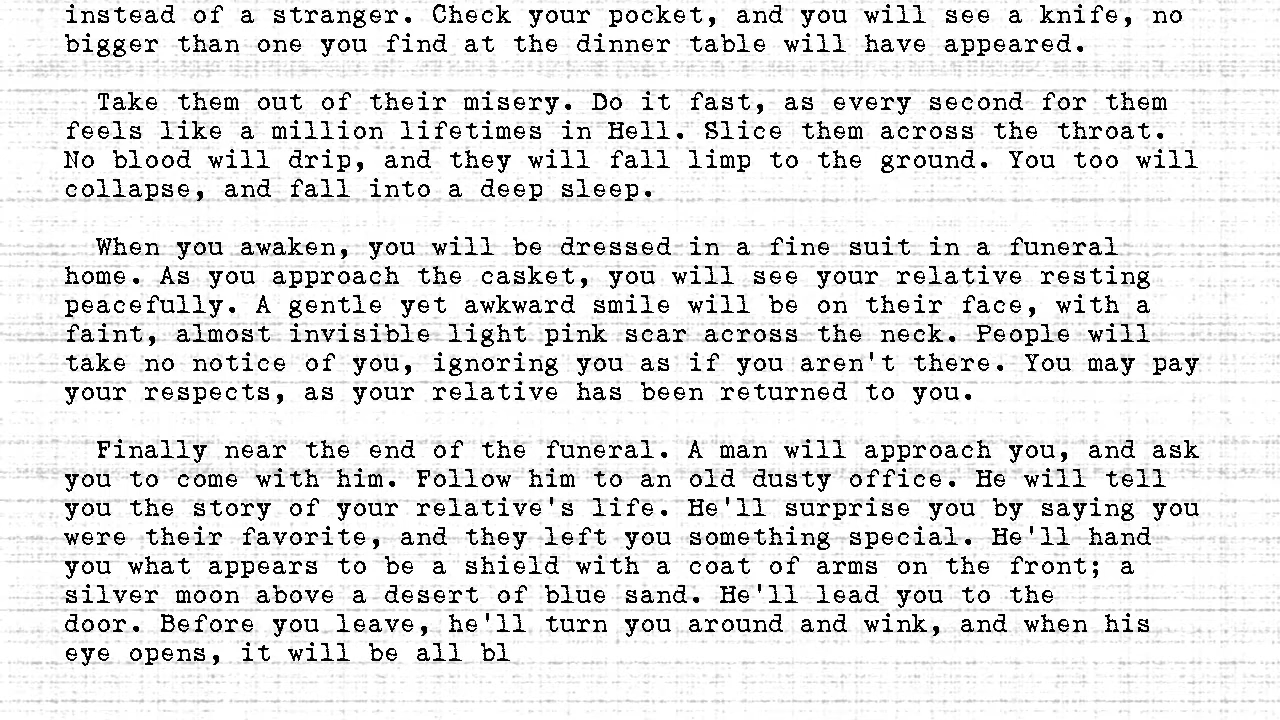 instead of a stranger. Check your pocket, and you will see a knife, no
bigger than one you find at the dinner table will have appeared.
Take them out of their misery. Do it fast, as every second for them
feels like a million lifetimes in Hell. Slice them across the throat.
No blood will drip, and they will fall limp to the ground. You too will
collapse, and fall into a deep sleep.
When you awaken, you will be dressed in a fine suit in a funeral
home. As you approach the casket, you will see your relative resting
peacefully. A gentle yet awkward smile will be on their face, with a
faint, almost invisible light pink scar across the neck. People will
take no notice of you, ignoring you as if you aren't there. You may pay
your respects, as your relative has been returned to you.
Finally near the end of the funeral. A man will approach you, and ask
you to come with him. Follow him to an old dusty office. He will tell
you the story of your relative's life. He'll surprise you by saying you
were their favorite, and they left you something special. He'll hand
you what appears to be a shield with a coat of arms on the front; a
silver moon above a desert of blue sand. He'll lead you to the
door. Before you leave, he'll turn you around and wink, and when his
eye opens, it will be all bl